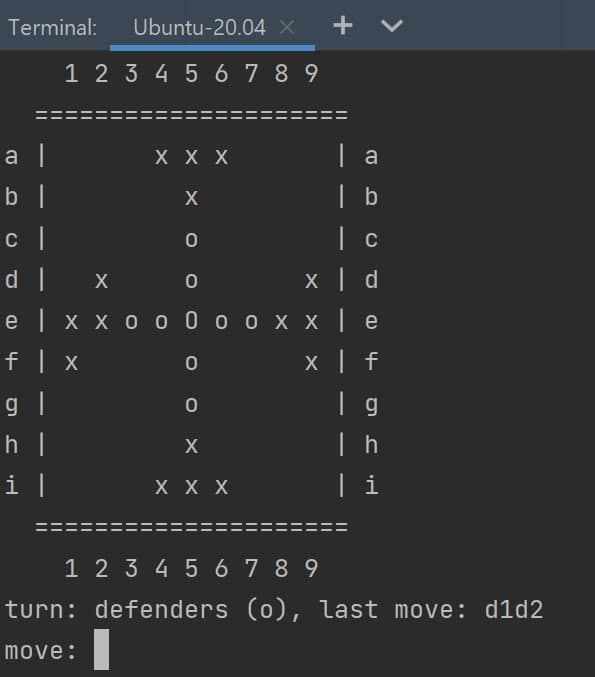 Terminal: Ubuntu-20.04 × +
1 2 3 4 5 6 7 8 9
=====================
a |       x x x       | a
b |         x         | b
c |         o         | c
d |   x     o       x | d
e | x x o o O o o x x | e
f | x       o       x | f
g |         o         | g
h |         x         | h
i |       x x x       | i
=====================
1 2 3 4 5 6 7 8 9
turn: defenders (o), last move: d1d2
move: